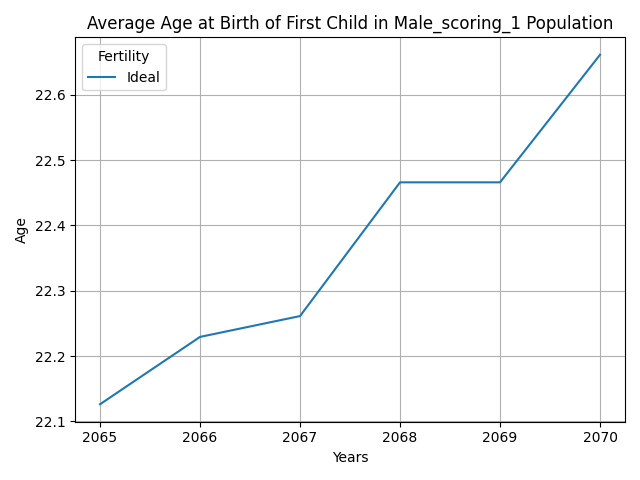 Average Age at Birth of First Child in Male_scoring_1 Population
Fertility
Ideal
22.6
22.5
22.4
22.3
22.2
22.1
Age
2065 2066 2067 2068 2069 2070
Years